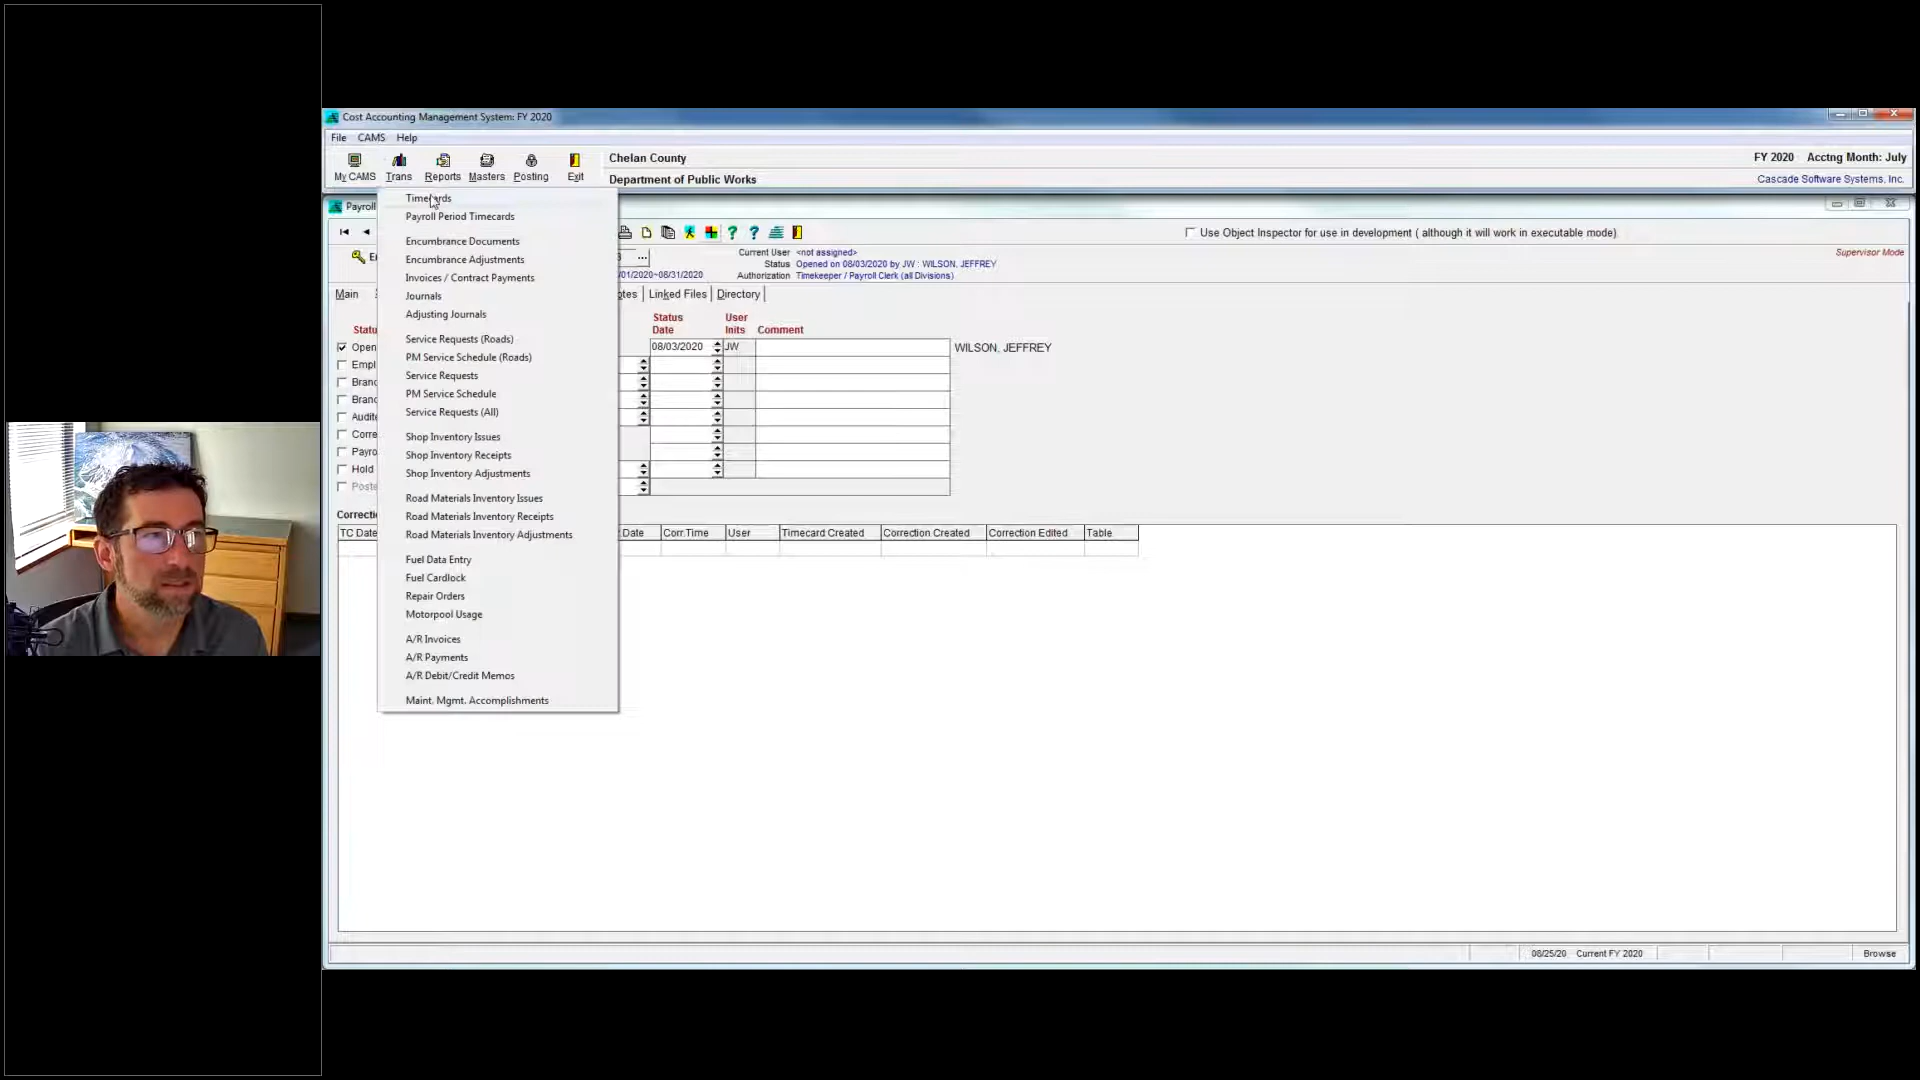 Cost Accounting Management System: FY 2020
File CAMS Help
My CAMS Trans Reports Masters Posting Exit
Chelan County
Department of Public Works
FY 2020 Acctng Month: July
Cascade Software Systems, Inc.
Payroll
Timecards
Payroll Period Timecards
Encumbrance Documents
Encumbrance Adjustments
Invoices / Contract Payments
Journals
Adjusting Journals
Service Requests (Roads)
PM Service Schedule (Roads)
Service Requests
PM Service Schedule
Service Requests (All)
Shop Inventory Issues
Shop Inventory Receipts
Shop Inventory Adjustments
Road Materials Inventory Issues
Road Materials Inventory Receipts
Road Materials Inventory Adjustments
Fuel Data Entry
Fuel Cardlock
Repair Orders
Motorpool Usage
A/R Invoices
A/R Payments
A/R Debit/Credit Memos
Maint. Mgmt. Accomplishments
Use Object Inspector for use in development ( although it will work in executable mode)
Current User <not assigned>
Status Opened on 08/03/2020 by JW : WILSON, JEFFREY
/01/2020~08/31/2020 Authorization Timekeeper / Payroll Clerk (all Divisions)
Supervisor Mode
Main Linked Files Directory
Status Date User Inits Comment
08/03/2020 JW WILSON, JEFFREY
Hold
TC Date Date Corr.Time User Timecard Created Correction Created Correction Edited Table
08/25/20 Current FY 2020 Browse